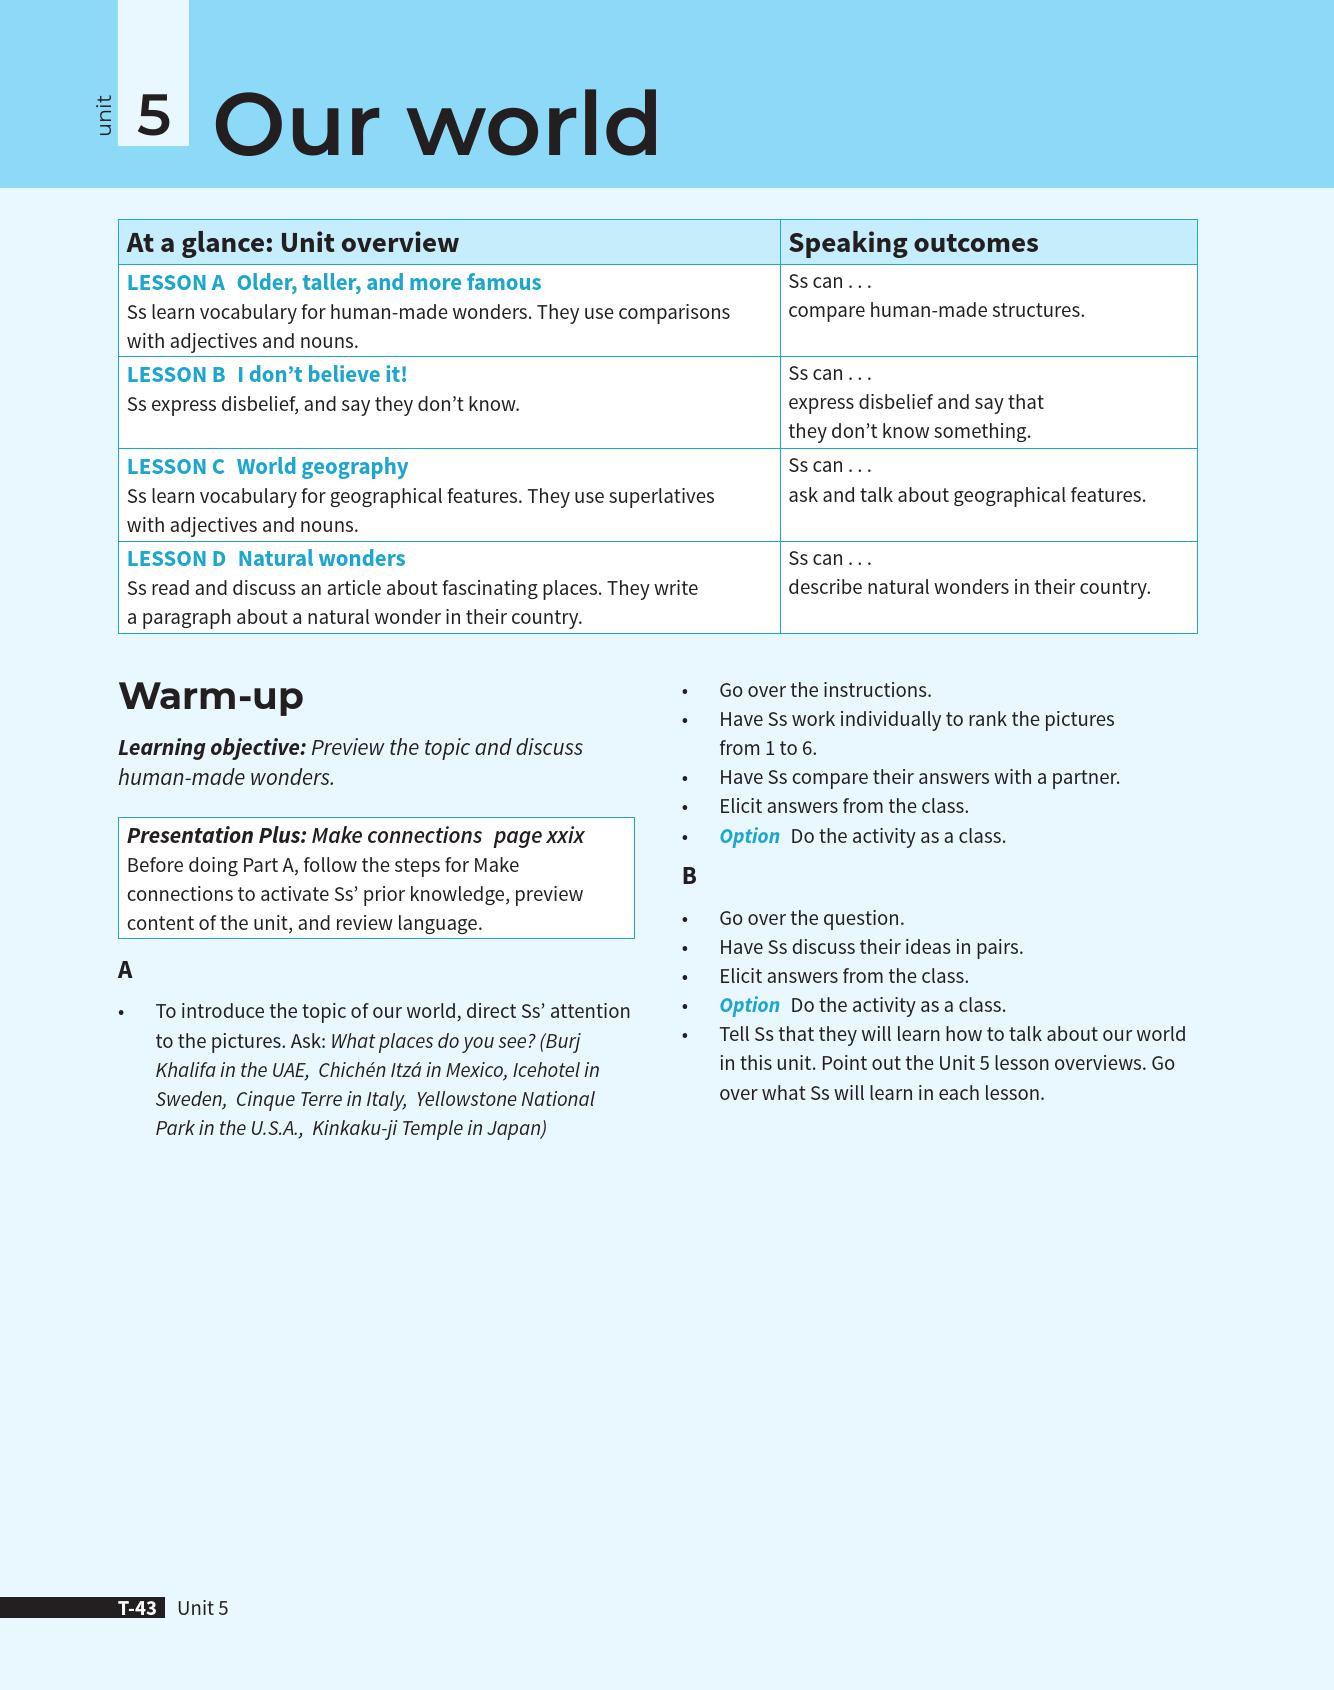 unit
5 Our world
At a glance: Unit overview
Speaking outcomes
LESSON A Older, taller, and more famous
Ss learn vocabulary for human-made wonders. They use comparisons
with adjectives and nouns.
Ss can . . .
compare human-made structures.
LESSON B I don’t believe it!
Ss express disbelief, and say they don’t know.
Ss can . . .
express disbelief and say that
they don’t know something.
LESSON C World geography
Ss learn vocabulary for geographical features. They use superlatives
with adjectives and nouns.
Ss can . . .
ask and talk about geographical features.
LESSON D Natural wonders
Ss read and discuss an article about fascinating places. They write
a paragraph about a natural wonder in their country.
Ss can . . .
describe natural wonders in their country.
Warm-up
Learning objective: Preview the topic and discuss
human-made wonders.
Presentation Plus: Make connections page xxix
Before doing Part A, follow the steps for Make
connections to activate Ss’ prior knowledge, preview
content of the unit, and review language.
A
• To introduce the topic of our world, direct Ss’ attention
to the pictures. Ask: What places do you see? (Burj
Khalifa in the UAE, Chichén Itzá in Mexico, Icehotel in
Sweden, Cinque Terre in Italy, Yellowstone National
Park in the U.S.A., Kinkaku-ji Temple in Japan)
• Go over the instructions.
• Have Ss work individually to rank the pictures
from 1 to 6.
• Have Ss compare their answers with a partner.
• Elicit answers from the class.
• Option Do the activity as a class.
B
• Go over the question.
• Have Ss discuss their ideas in pairs.
• Elicit answers from the class.
• Option Do the activity as a class.
• Tell Ss that they will learn how to talk about our world
in this unit. Point out the Unit 5 lesson overviews. Go
over what Ss will learn in each lesson.
T-43 Unit 5